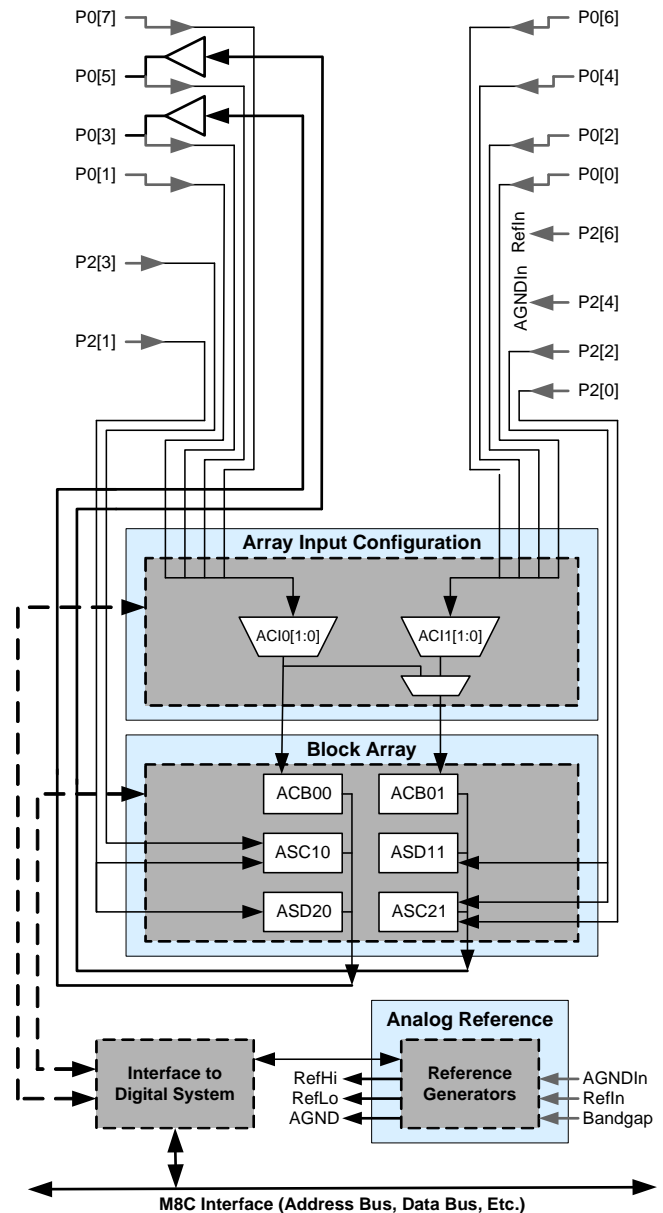 P0[7]
P0[6]
P0[5]
P0[4]
P0[3]
P0[2]
P0[1]
P0[0]
P2[6]
RefIn
P2[3]
P2[4]
AGNDIn
P2[1]
P2[2]
P2[0]
Array Input Configuration
ACI0[1:0]
ACI1[1:0]
Block Array
ACB00
ACB01
ASC10
ASD11
ASD20
ASC21
Analog Reference
Interface to
Digital System
Reference
Generators
RefHi
RefLo
AGND
AGNDIn
RefIn
Bandgap
M8C Interface (Address Bus, Data Bus, Etc.)